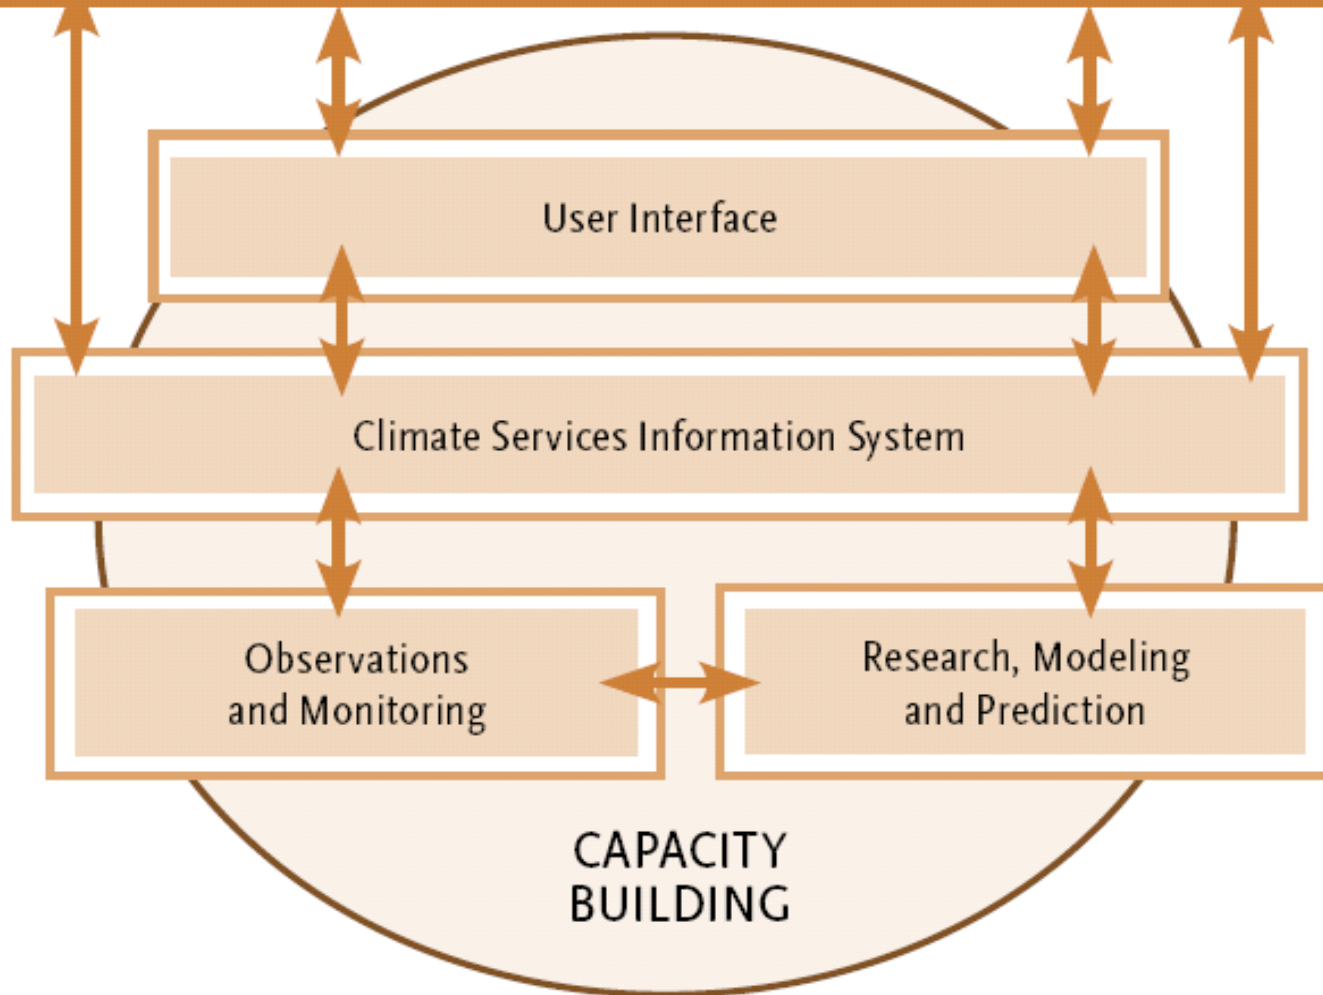 User Interface
Climate Services Information System
Observations
and Monitoring
Research, Modeling
and Prediction
CAPACITY
BUILDING